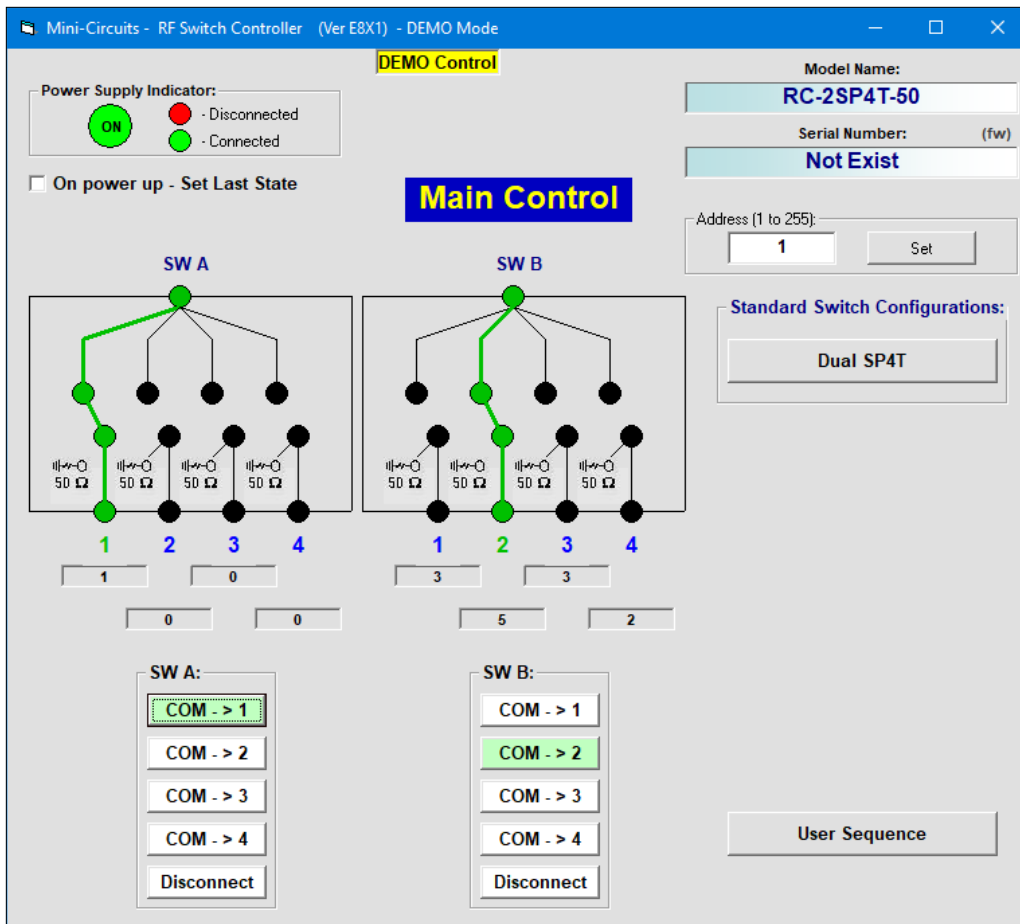 Mini-Circuits - RF Switch Controller (Ver E8X1) - DEMO Mode
DEMO Control
Power Supply Indicator:
ON
- Disconnected
- Connected
On power up - Set Last State
Main Control
Model Name:
RC-2SP4T-50
Serial Number: (fw)
Not Exist
Address (1 to 255):
1 Set
SW A SW B
Standard Switch Configurations:
Dual SP4T
50 Ω 50 Ω 50 Ω 50 Ω 50 Ω 50 Ω 50 Ω 50 Ω
1 2 3 4 1 2 3 4
1 0 3 3
0 0 5 2
SW A: SW B:
COM - > 1 COM - > 1
COM - > 2 COM - > 2
COM - > 3 COM - > 3
COM - > 4 COM - > 4
Disconnect Disconnect
User Sequence